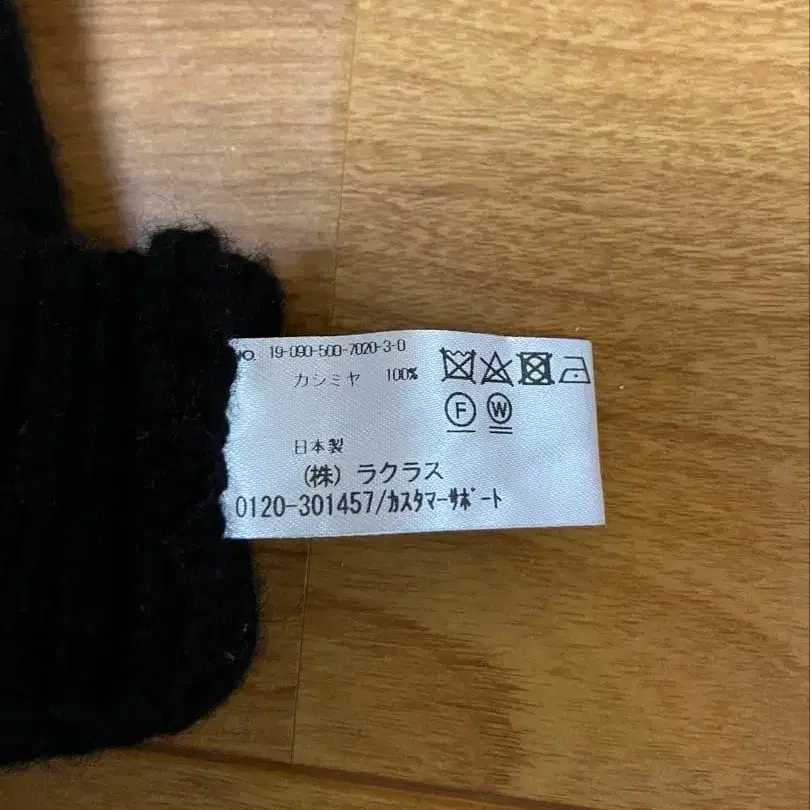 NO. 19-090-500-7020-3-0
カシミヤ 100%
F W
日本製
(株) ラクラス
0120-301457/カスタマーサポート